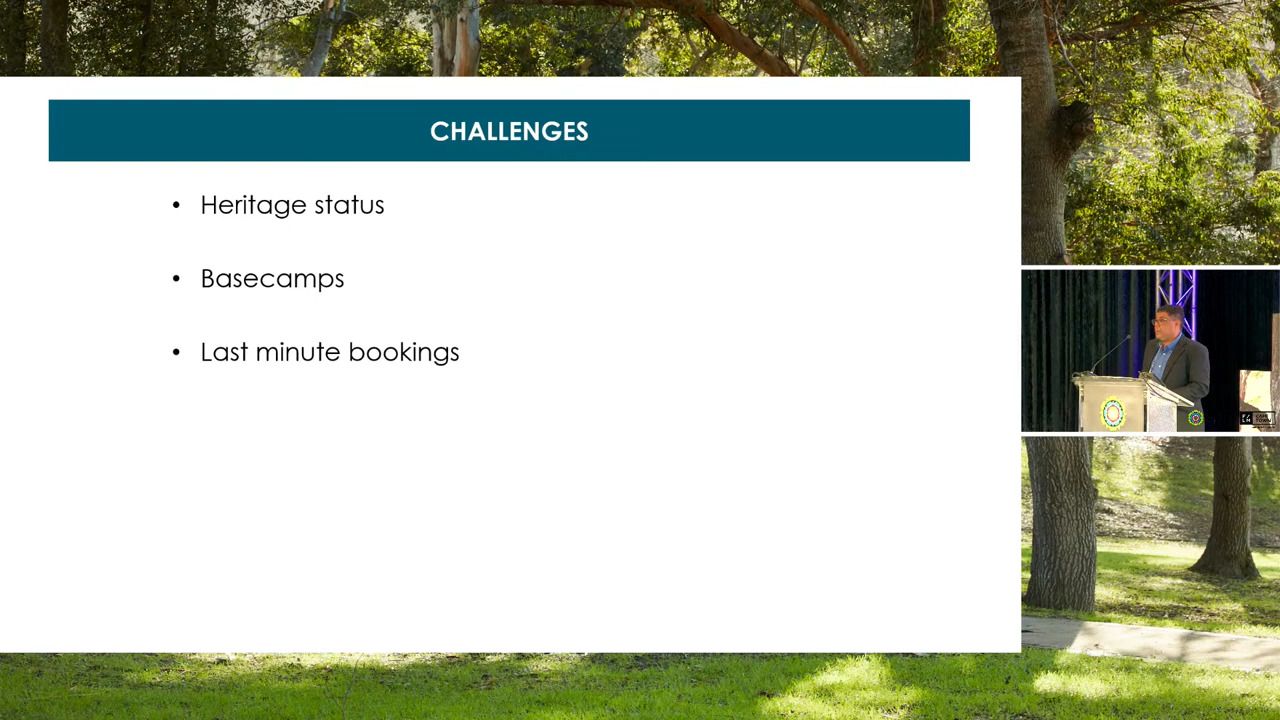 CHALLENGES
• Heritage status
• Basecamps
• Last minute bookings